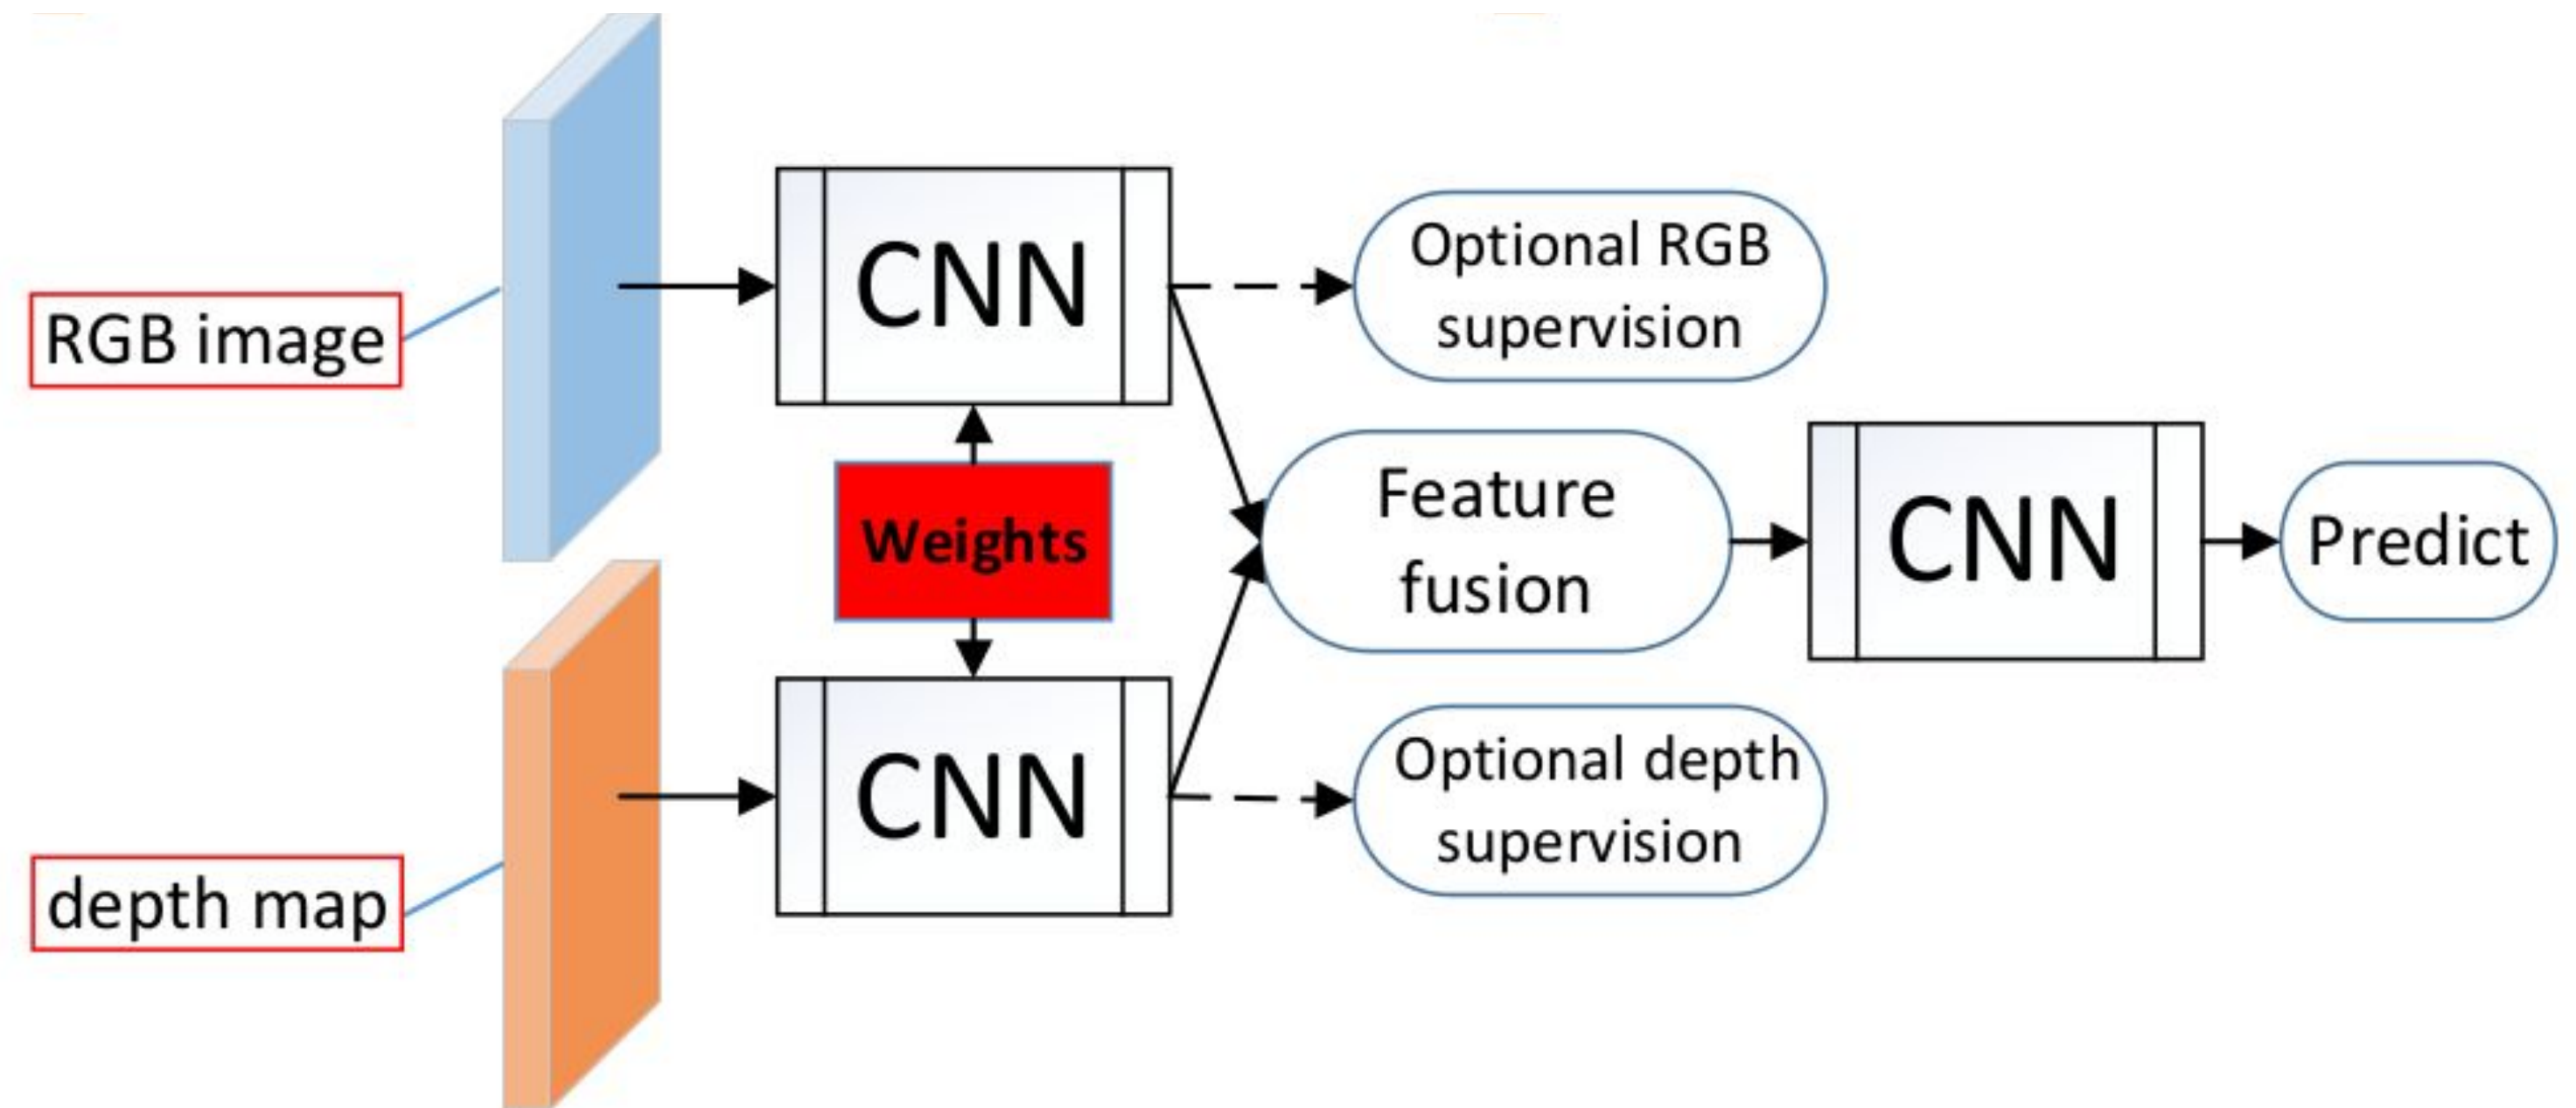 RGB image
CNN
Optional RGB
supervision
Weights
Feature
fusion
CNN
Predict
depth map
CNN
Optional depth
supervision